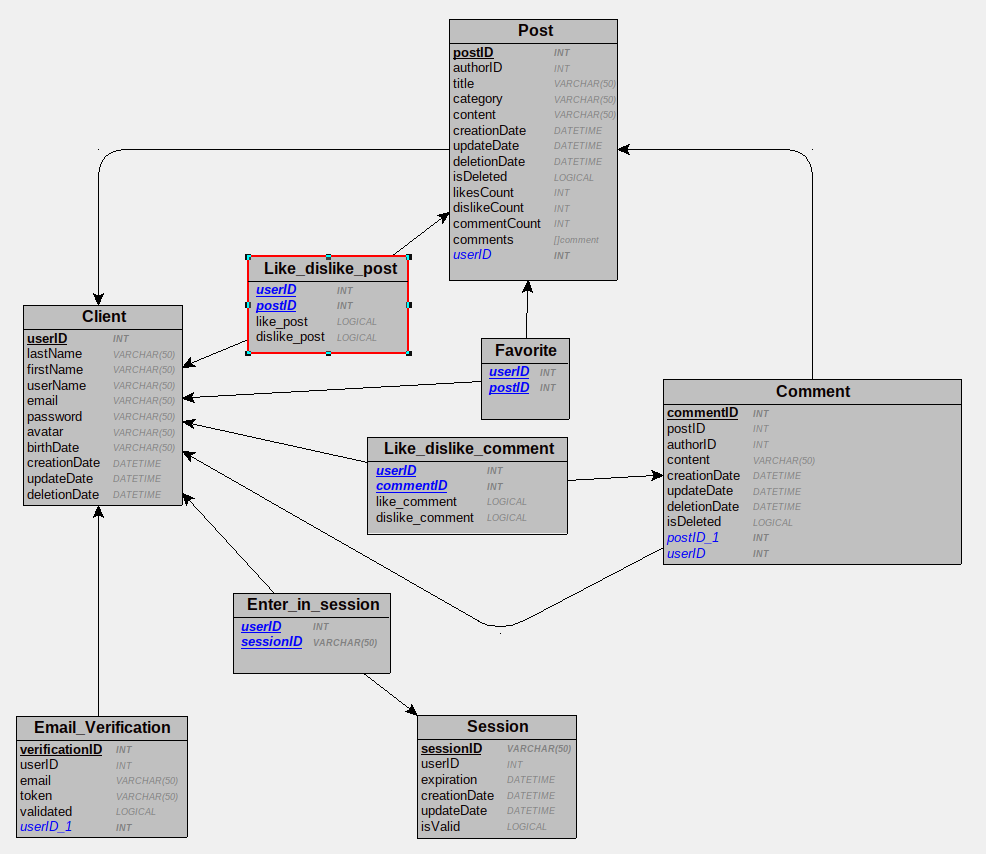 Post
postID INT
authorID INT
title VARCHAR(50)
category VARCHAR(50)
content VARCHAR(50)
creationDate DATETIME
updateDate DATETIME
deletionDate DATETIME
isDeleted LOGICAL
likesCount INT
dislikeCount INT
commentCount INT
comments []comment
userID INT
Like_dislike_post
userID INT
postID INT
like_post LOGICAL
dislike_post LOGICAL
Client
userID INT
lastName VARCHAR(50)
firstName VARCHAR(50)
userName VARCHAR(50)
email VARCHAR(50)
password VARCHAR(50)
avatar VARCHAR(50)
birthDate VARCHAR(50)
creationDate DATETIME
updateDate DATETIME
deletionDate DATETIME
Favorite
userID INT
postID INT
Comment
commentID INT
postID INT
authorID INT
content VARCHAR(50)
creationDate DATETIME
updateDate DATETIME
deletionDate DATETIME
isDeleted LOGICAL
postID_1 INT
userID INT
Like_dislike_comment
userID INT
commentID INT
like_comment LOGICAL
dislike_comment LOGICAL
Enter_in_session
userID INT
sessionID VARCHAR(50)
Email_Verification
verificationID INT
userID INT
email VARCHAR(50)
token VARCHAR(50)
validated LOGICAL
userID_1 INT
Session
sessionID VARCHAR(50)
userID INT
expiration DATETIME
creationDate DATETIME
updateDate DATETIME
isValid LOGICAL